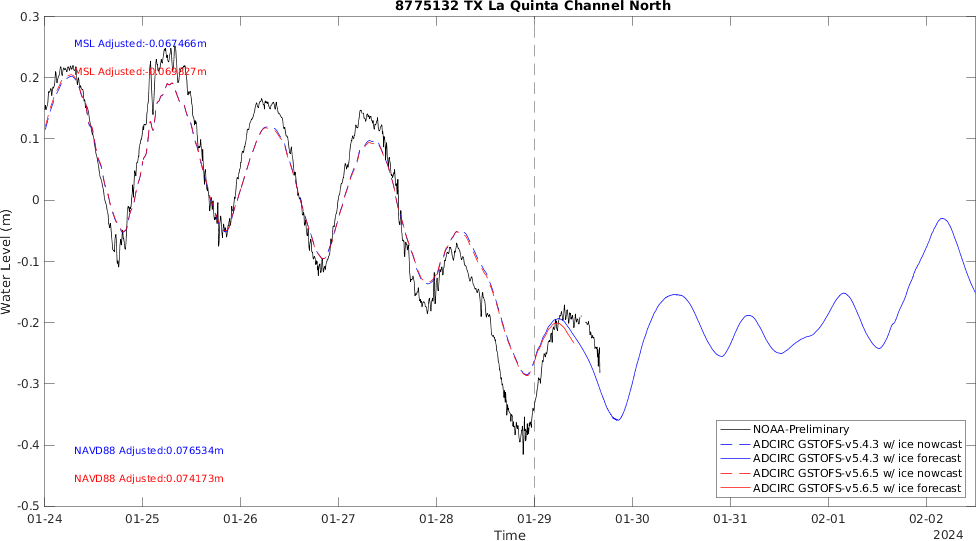 8775132 TX La Quinta Channel North
0.3
MSL Adjusted:-0.067466m
MSL Adjusted:-0.069827m
0.2
0.1
0
-0.1
-0.2
-0.3
-0.4
-0.5
Water Level (m)
NAVD88 Adjusted:0.076534m
NAVD88 Adjusted:0.074173m
NOAA-Preliminary
ADCIRC GSTOFS-v5.4.3 w/ ice nowcast
ADCIRC GSTOFS-v5.4.3 w/ ice forecast
ADCIRC GSTOFS-v5.6.5 w/ ice nowcast
ADCIRC GSTOFS-v5.6.5 w/ ice forecast
01-24 01-25 01-26 01-27 01-28 01-29 01-30 01-31 02-01 02-02
Time
2024